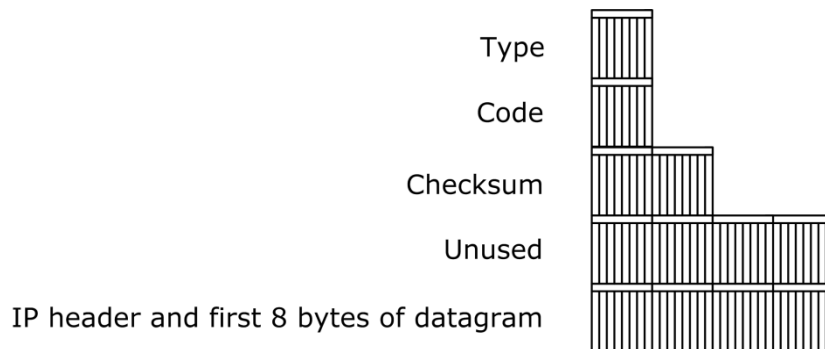 Type
Code
Checksum
Unused
IP header and first 8 bytes of datagram